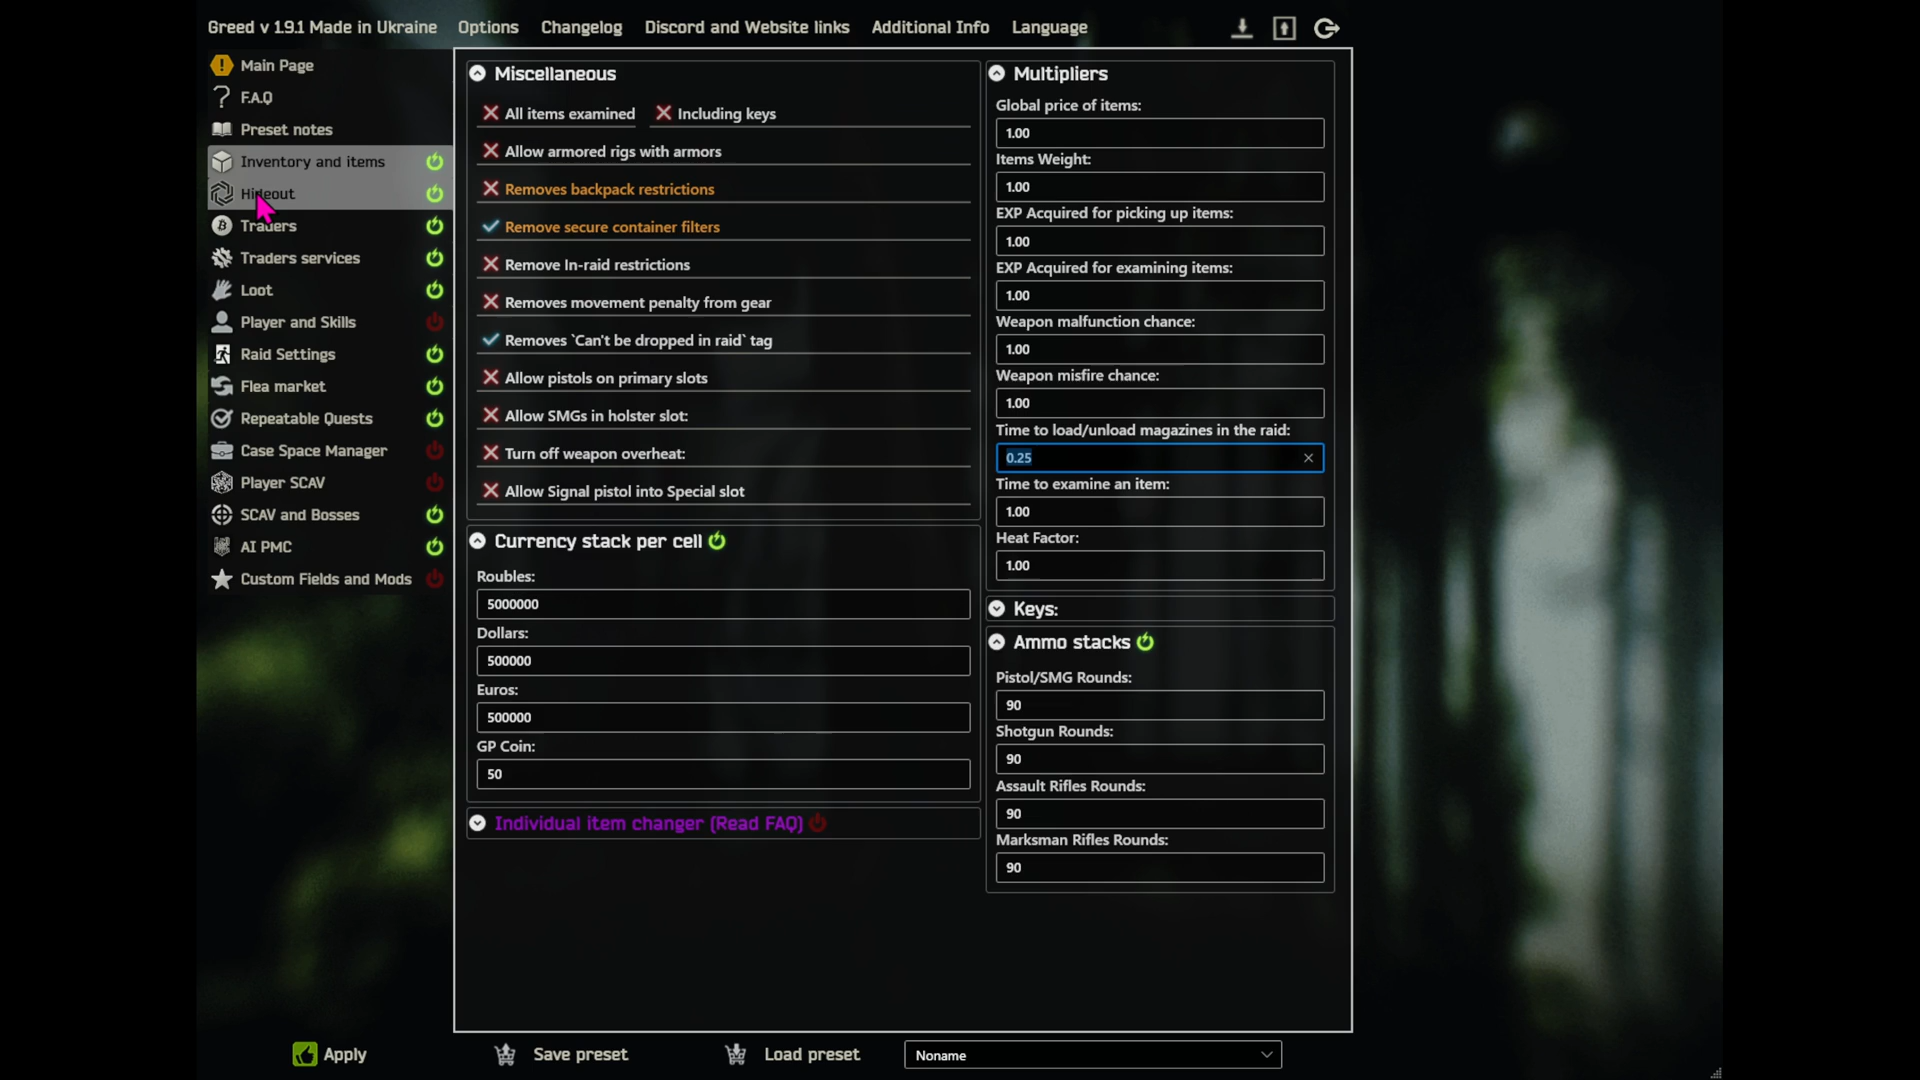 Greed v 1.9.1 Made in Ukraine Options Changelog Discord and Website links Additional Info Language
Main Page
F.A.Q
Preset notes
Inventory and items
Hideout
Traders
Traders services
Loot
Player and Skills
Raid Settings
Flea market
Repeatable Quests
Case Space Manager
Player SCAV
SCAV and Bosses
AI PMC
Custom Fields and Mods
Miscellaneous
All items examined Including keys
Allow armored rigs with armors
Removes backpack restrictions
Remove secure container filters
Remove In-raid restrictions
Removes movement penalty from gear
Removes `Can't be dropped in raid` tag
Allow pistols on primary slots
Allow SMGs in holster slot:
Turn off weapon overheat:
Allow Signal pistol into Special slot
Currency stack per cell
Roubles:
5000000
Dollars:
500000
Euros:
500000
GP Coin:
50
Individual item changer (Read FAQ)
Multipliers
Global price of items:
1.00
Items Weight:
1.00
EXP Acquired for picking up items:
1.00
EXP Acquired for examining items:
1.00
Weapon malfunction chance:
1.00
Weapon misfire chance:
1.00
Time to load/unload magazines in the raid:
0.25
Time to examine an item:
1.00
Heat Factor:
1.00
Keys:
Ammo stacks
Pistol/SMG Rounds:
90
Shotgun Rounds:
90
Assault Rifles Rounds:
90
Marksman Rifles Rounds:
90
Apply Save preset Load preset Noname